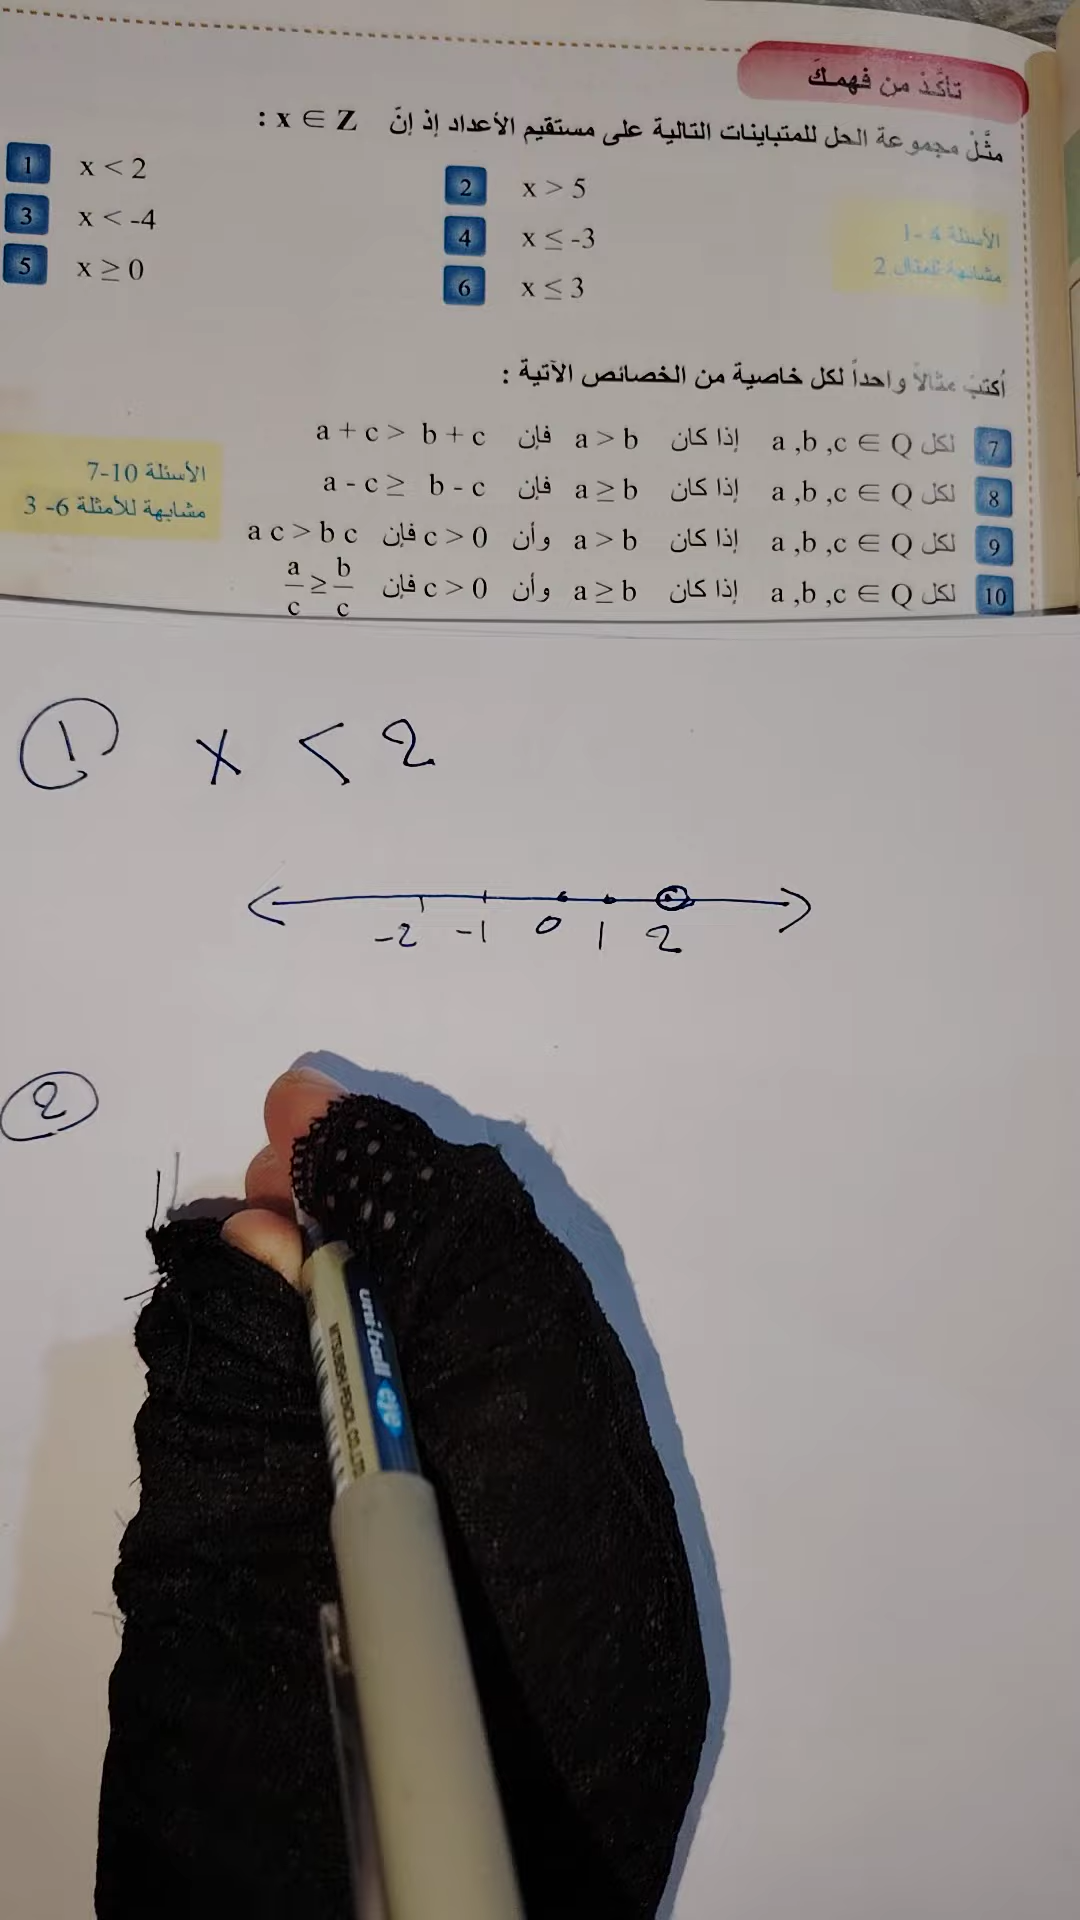 تأكَّدْ من فهمكَ
مثَّلْ مجموعة الحل للمتباينات التالية على مستقيم الأعداد إذ إنّ x ∈ Z :
1 x < 2
2 x > 5
3 x < -4
4 x ≤ -3
5 x ≥ 0
6 x ≤ 3
الأسئلة 4 -1
مشابهة للمثال 2
أكتبْ مثالاً واحداً لكل خاصية من الخصائص الآتية :
7 لكل a ,b ,c ∈ Q إذا كان a > b فإن a + c > b + c
8 لكل a ,b ,c ∈ Q إذا كان a ≥ b فإن a - c ≥ b - c
9 لكل a ,b ,c ∈ Q إذا كان a > b وأن c > 0 فإن a c > b c
10 لكل a ,b ,c ∈ Q إذا كان a ≥ b وأن c > 0 فإن a/c ≥ b/c
الأسئلة 10-7
مشابهة للأمثلة 6- 3
1 x < 2
-2 -1 0 1 2
2
uni-ball eye
MITSUBISHI PENCIL CO., LTD